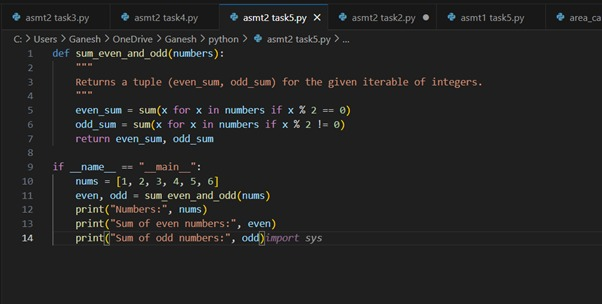 asmt2 task3.py asmt2 task4.py asmt2 task5.py × asmt2 task2.py ● asmt1 task5.py area_ca
C: > Users > Ganesh > OneDrive > Ganesh > python > asmt2 task5.py > ...
1 def sum_even_and_odd(numbers):
2 """
3 Returns a tuple (even_sum, odd_sum) for the given iterable of integers.
4 """
5 even_sum = sum(x for x in numbers if x % 2 == 0)
6 odd_sum = sum(x for x in numbers if x % 2 != 0)
7 return even_sum, odd_sum
8
9 if __name__ == "__main__":
10 nums = [1, 2, 3, 4, 5, 6]
11 even, odd = sum_even_and_odd(nums)
12 print("Numbers:", nums)
13 print("Sum of even numbers:", even)
14 print("Sum of odd numbers:", odd)import sys